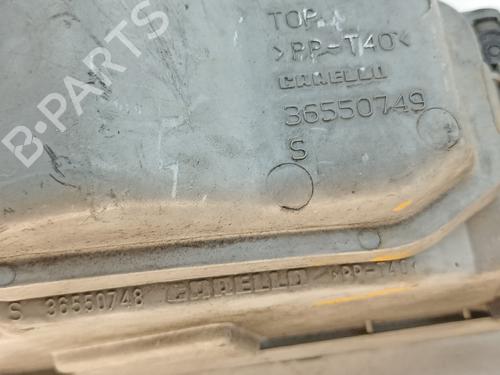 TOP
>PP-T40<
CARELLO
36550749
S
B-PARTS
S 36550748 CARELLO >PP-T40<